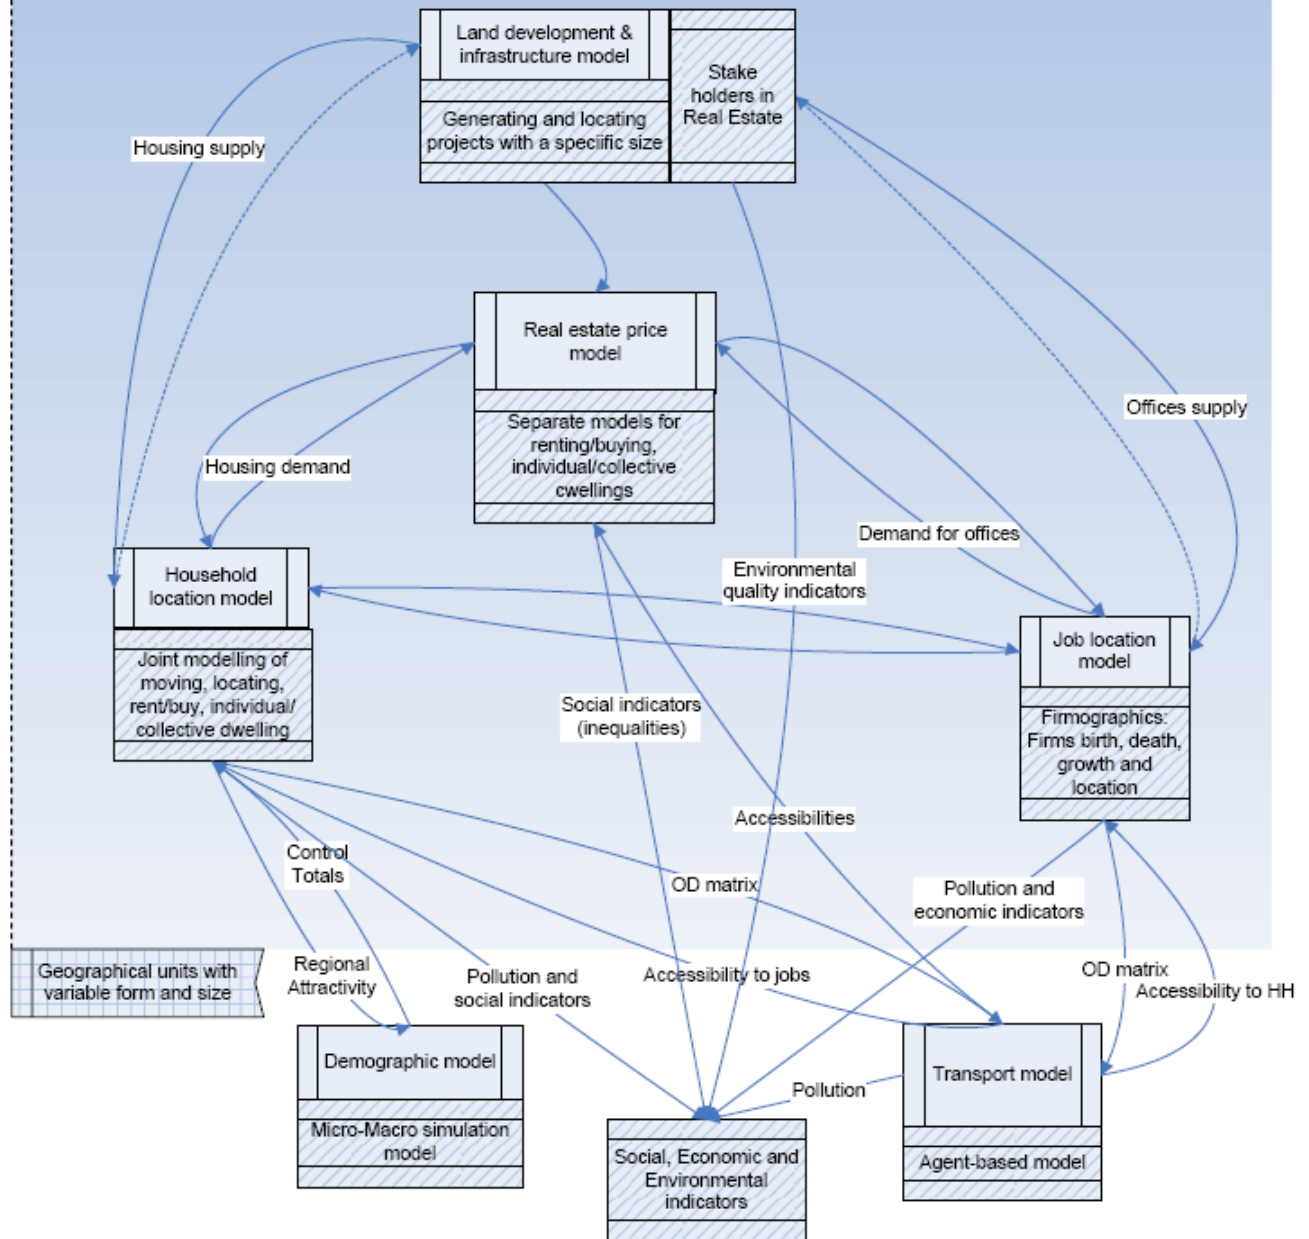 Land development &
infrastructure model
Stake
holders in
Real Estate
Generating and locating
projects with a speciific size
Housing supply
Real estate price
model
Offices supply
Separate models for
renting/buying,
individual/collective
cwellings
Housing demand
Demand for offices
Household
location model
Environmental
quality indicators
Job location
model
Joint modelling of
moving, locating,
rent/buy, individual/
collective dwelling
Social indicators
(inequalities)
Firmographics:
Firms birth, death,
growth and
location
Accessibilities
Control
Totals
OD matrix
Pollution and
economic indicators
Geographical units with
variable form and size
Regional
Attractivity
Pollution and
social indicators
Accessibility to jobs
OD matrix
Accessibility to HH
Demographic model
Transport model
Pollution
Micro-Macro simulation
model
Social, Economic and
Environmental
indicators
Agent-based model